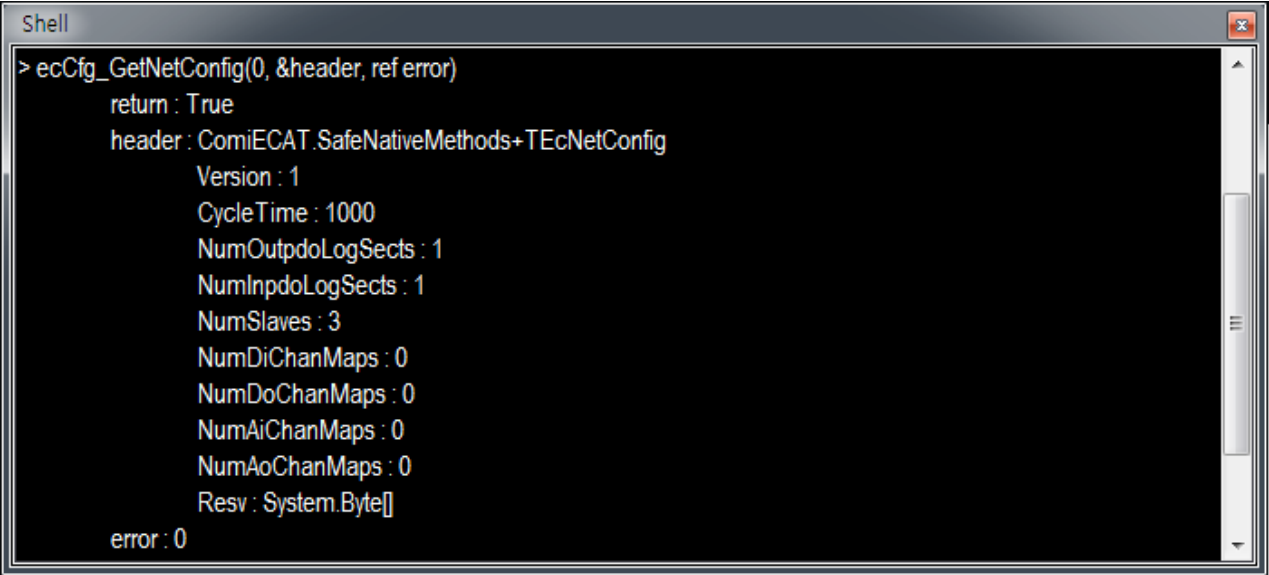 Shell
> ecCfg_GetNetConfig(0, &header, ref error)
return : True
header : ComiECAT.SafeNativeMethods+TEcNetConfig
Version : 1
CycleTime : 1000
NumOutpdoLogSects : 1
NumInpdoLogSects : 1
NumSlaves : 3
NumDiChanMaps : 0
NumDoChanMaps : 0
NumAiChanMaps : 0
NumAoChanMaps : 0
Resv : System.Byte[]
error : 0